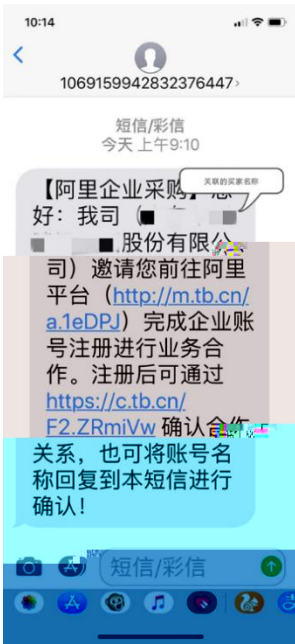 10:14
1069159942832376447
短信/彩信
今天 上午9:10
关联的买家名称
【阿里企业采购】您
好：我司（
股份有限公
司）邀请您前往阿里
平台（http://m.tb.cn/
a.1eDPJ）完成企业账
号注册进行业务合
作。注册后可通过
https://c.tb.cn/
F2.ZRmiVw 确认合作
关系，也可将账号名
称回复到本短信进行
确认！
短信/彩信